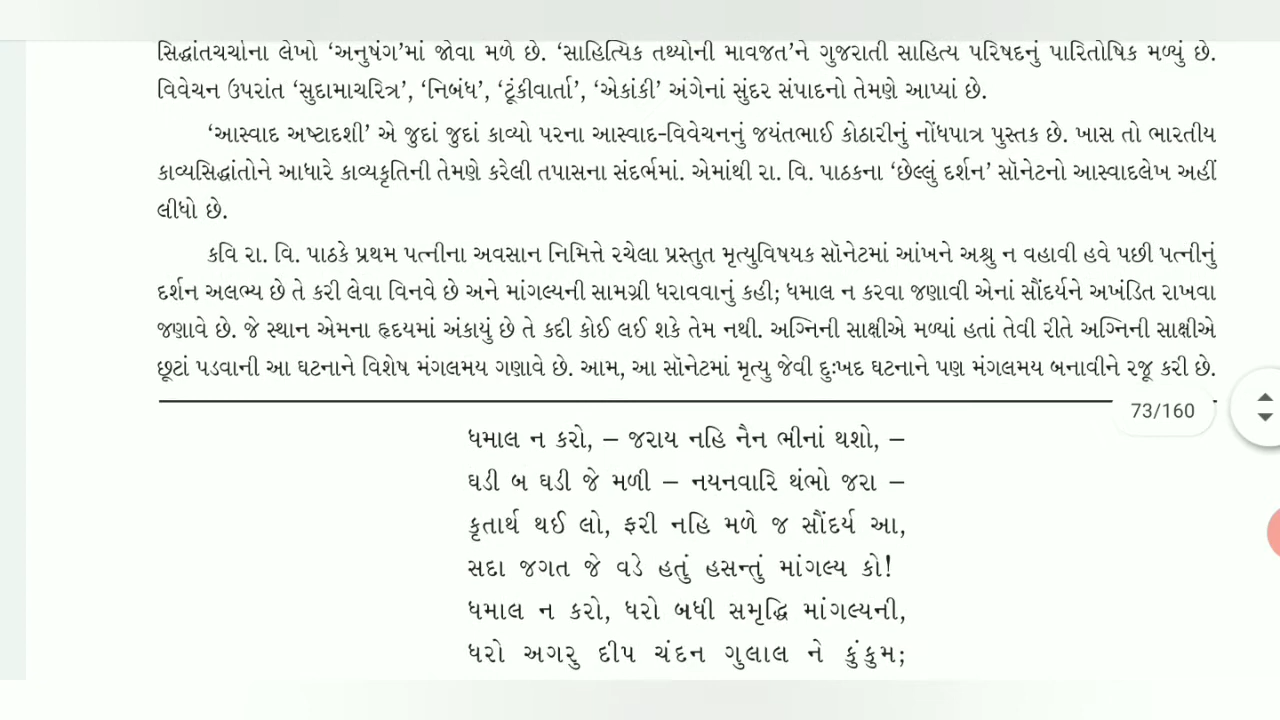 સિદ્ધાંતચર્ચાના લેખો ‘અનુષંગ’માં જોવા મળે છે. ‘સાહિત્યિક તથ્યોની માવજત’ને ગુજરાતી સાહિત્ય પરિષદનું પારિતોષિક મળ્યું છે.
વિવેચન ઉપરાંત ‘સુદામાચરિત્ર’, ‘નિબંધ’, ‘ટૂંકીવાર્તા’, ‘એકાંકી’ અંગેનાં સુંદર સંપાદનો તેમણે આપ્યાં છે.
‘આસ્વાદ અષ્ટાદશી’ એ જુદાં જુદાં કાવ્યો પરના આસ્વાદ-વિવેચનનું જયંતભાઈ કોઠારીનું નોંધપાત્ર પુસ્તક છે. ખાસ તો ભારતીય
કાવ્યસિદ્ધાંતોને આધારે કાવ્યકૃતિની તેમણે કરેલી તપાસના સંદર્ભમાં. એમાંથી રા. વિ. પાઠકના ‘છેલ્લું દર્શન’ સૉનેટનો આસ્વાદલેખ અહીં
લીધો છે.
કવિ રા. વિ. પાઠકે પ્રથમ પત્નીના અવસાન નિમિત્તે રચેલા પ્રસ્તુત મૃત્યુવિષયક સૉનેટમાં આંખને અશ્રુ ન વહાવી હવે પછી પત્નીનું
દર્શન અલભ્ય છે તે કરી લેવા વિનવે છે અને માંગલ્યની સામગ્રી ધરાવવાનું કહી; ધમાલ ન કરવા જણાવી એનાં સૌંદર્યને અખંડિત રાખવા
જણાવે છે. જે સ્થાન એમના હૃદયમાં અંકાયું છે તે કદી કોઈ લઈ શકે તેમ નથી. અગ્નિની સાક્ષીએ મળ્યાં હતાં તેવી રીતે અગ્નિની સાક્ષીએ
છૂટાં પડવાની આ ઘટનાને વિશેષ મંગલમય ગણાવે છે. આમ, આ સૉનેટમાં મૃત્યુ જેવી દુઃખદ ઘટનાને પણ મંગલમય બનાવીને રજૂ કરી છે.
73/160
ધમાલ ન કરો, – જરાય નહિ નૈન ભીનાં થશો, –
ઘડી બ ઘડી જે મળી – નયનવારિ થંભો જરા –
કૃતાર્થ થઈ લો, ફરી નહિ મળે જ સૌંદર્ય આ,
સદા જગત જે વડે હતું હસન્તું માંગલ્ય કો!
ધમાલ ન કરો, ધરો બધી સમૃદ્ધિ માંગલ્યની,
ધરો અગરુ દીપ ચંદન ગુલાલ ને કુંકુમ;